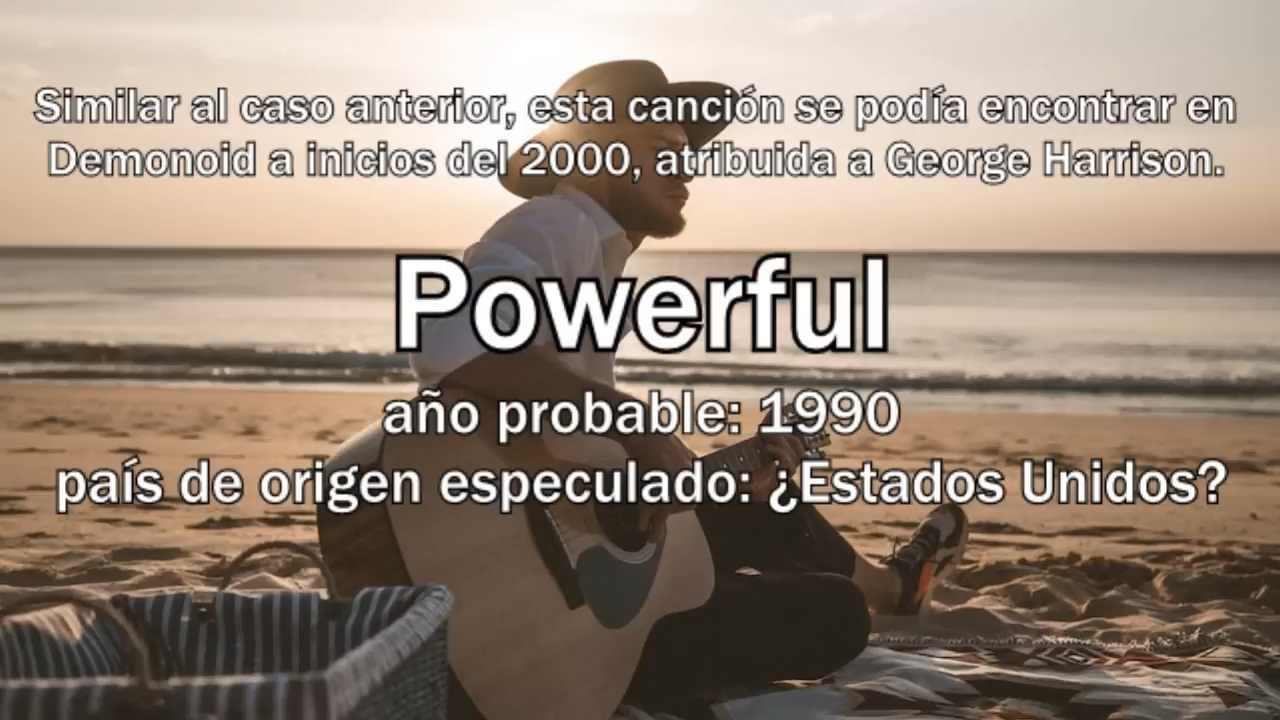 Similar al caso anterior, esta canción se podía encontrar en
Demonoid a inicios del 2000, atribuida a George Harrison.
Powerful
año probable: 1990
país de origen especulado: ¿Estados Unidos?